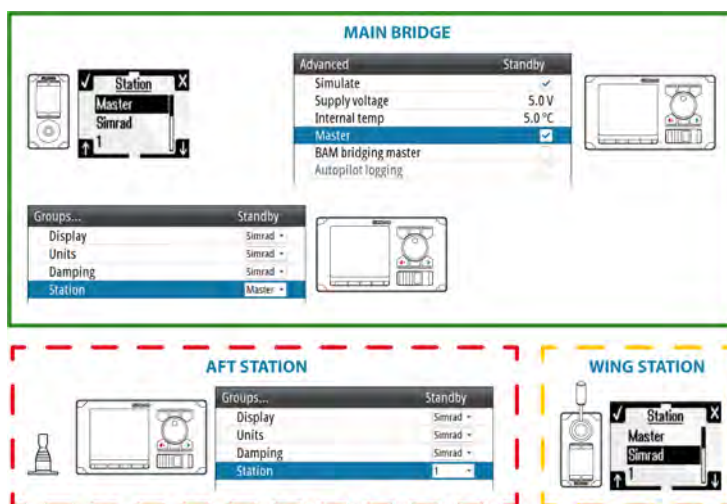 MAIN BRIDGE
Station
Master
Simrad
1
Advanced Standby
Simulate
Supply voltage 5.0 V
Internal temp 5.0 °C
Master
BAM bridging master
Autopilot logging
Groups... Standby
Display Simrad
Units Simrad
Damping Simrad
Station Master
AFT STATION
Groups... Standby
Display Simrad
Units Simrad
Damping Simrad
Station 1
WING STATION
Station
Master
Simrad
1